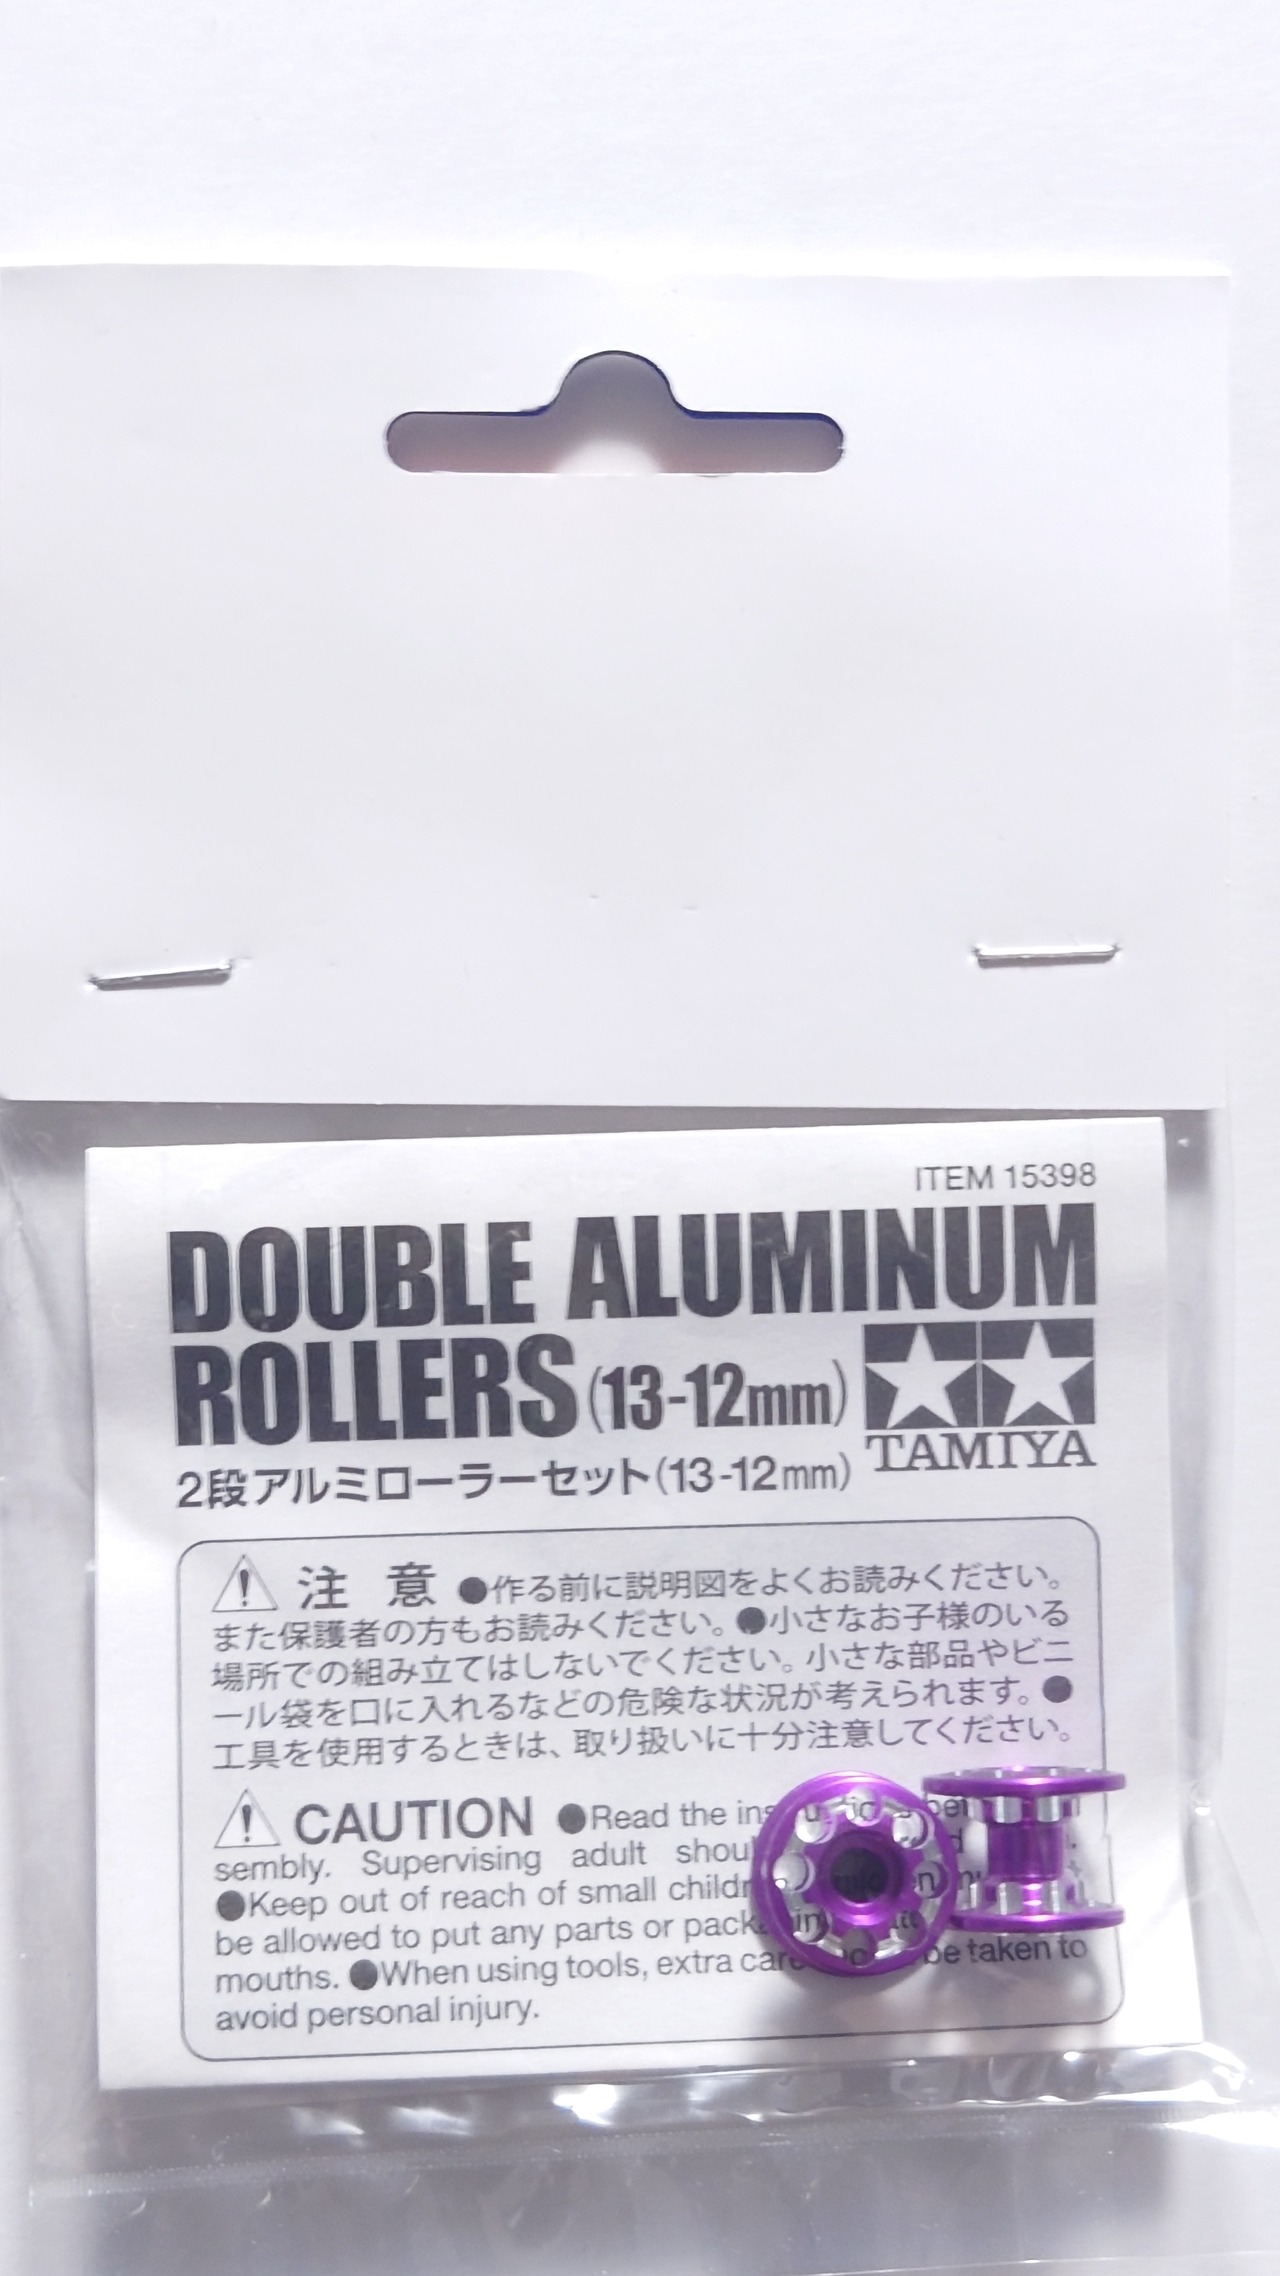 ITEM 15398
DOUBLE ALUMINUM
ROLLERS(13-12mm)
TAMIYA
2段アルミローラーセット(13-12mm)
注 意 ●作る前に説明図をよくお読みください。
また保護者の方もお読みください。●小さなお子様のいる
場所での組み立てはしないでください。小さな部品やビニ
ール袋を口に入れるなどの危険な状況が考えられます。●
工具を使用するときは、取り扱いに十分注意してください。
CAUTION ●Read the
sembly. Supervising adult
●Keep out of reach of small
be allowed to put any parts or
mouths. ●When using tools, extra be taken to
avoid personal injury.